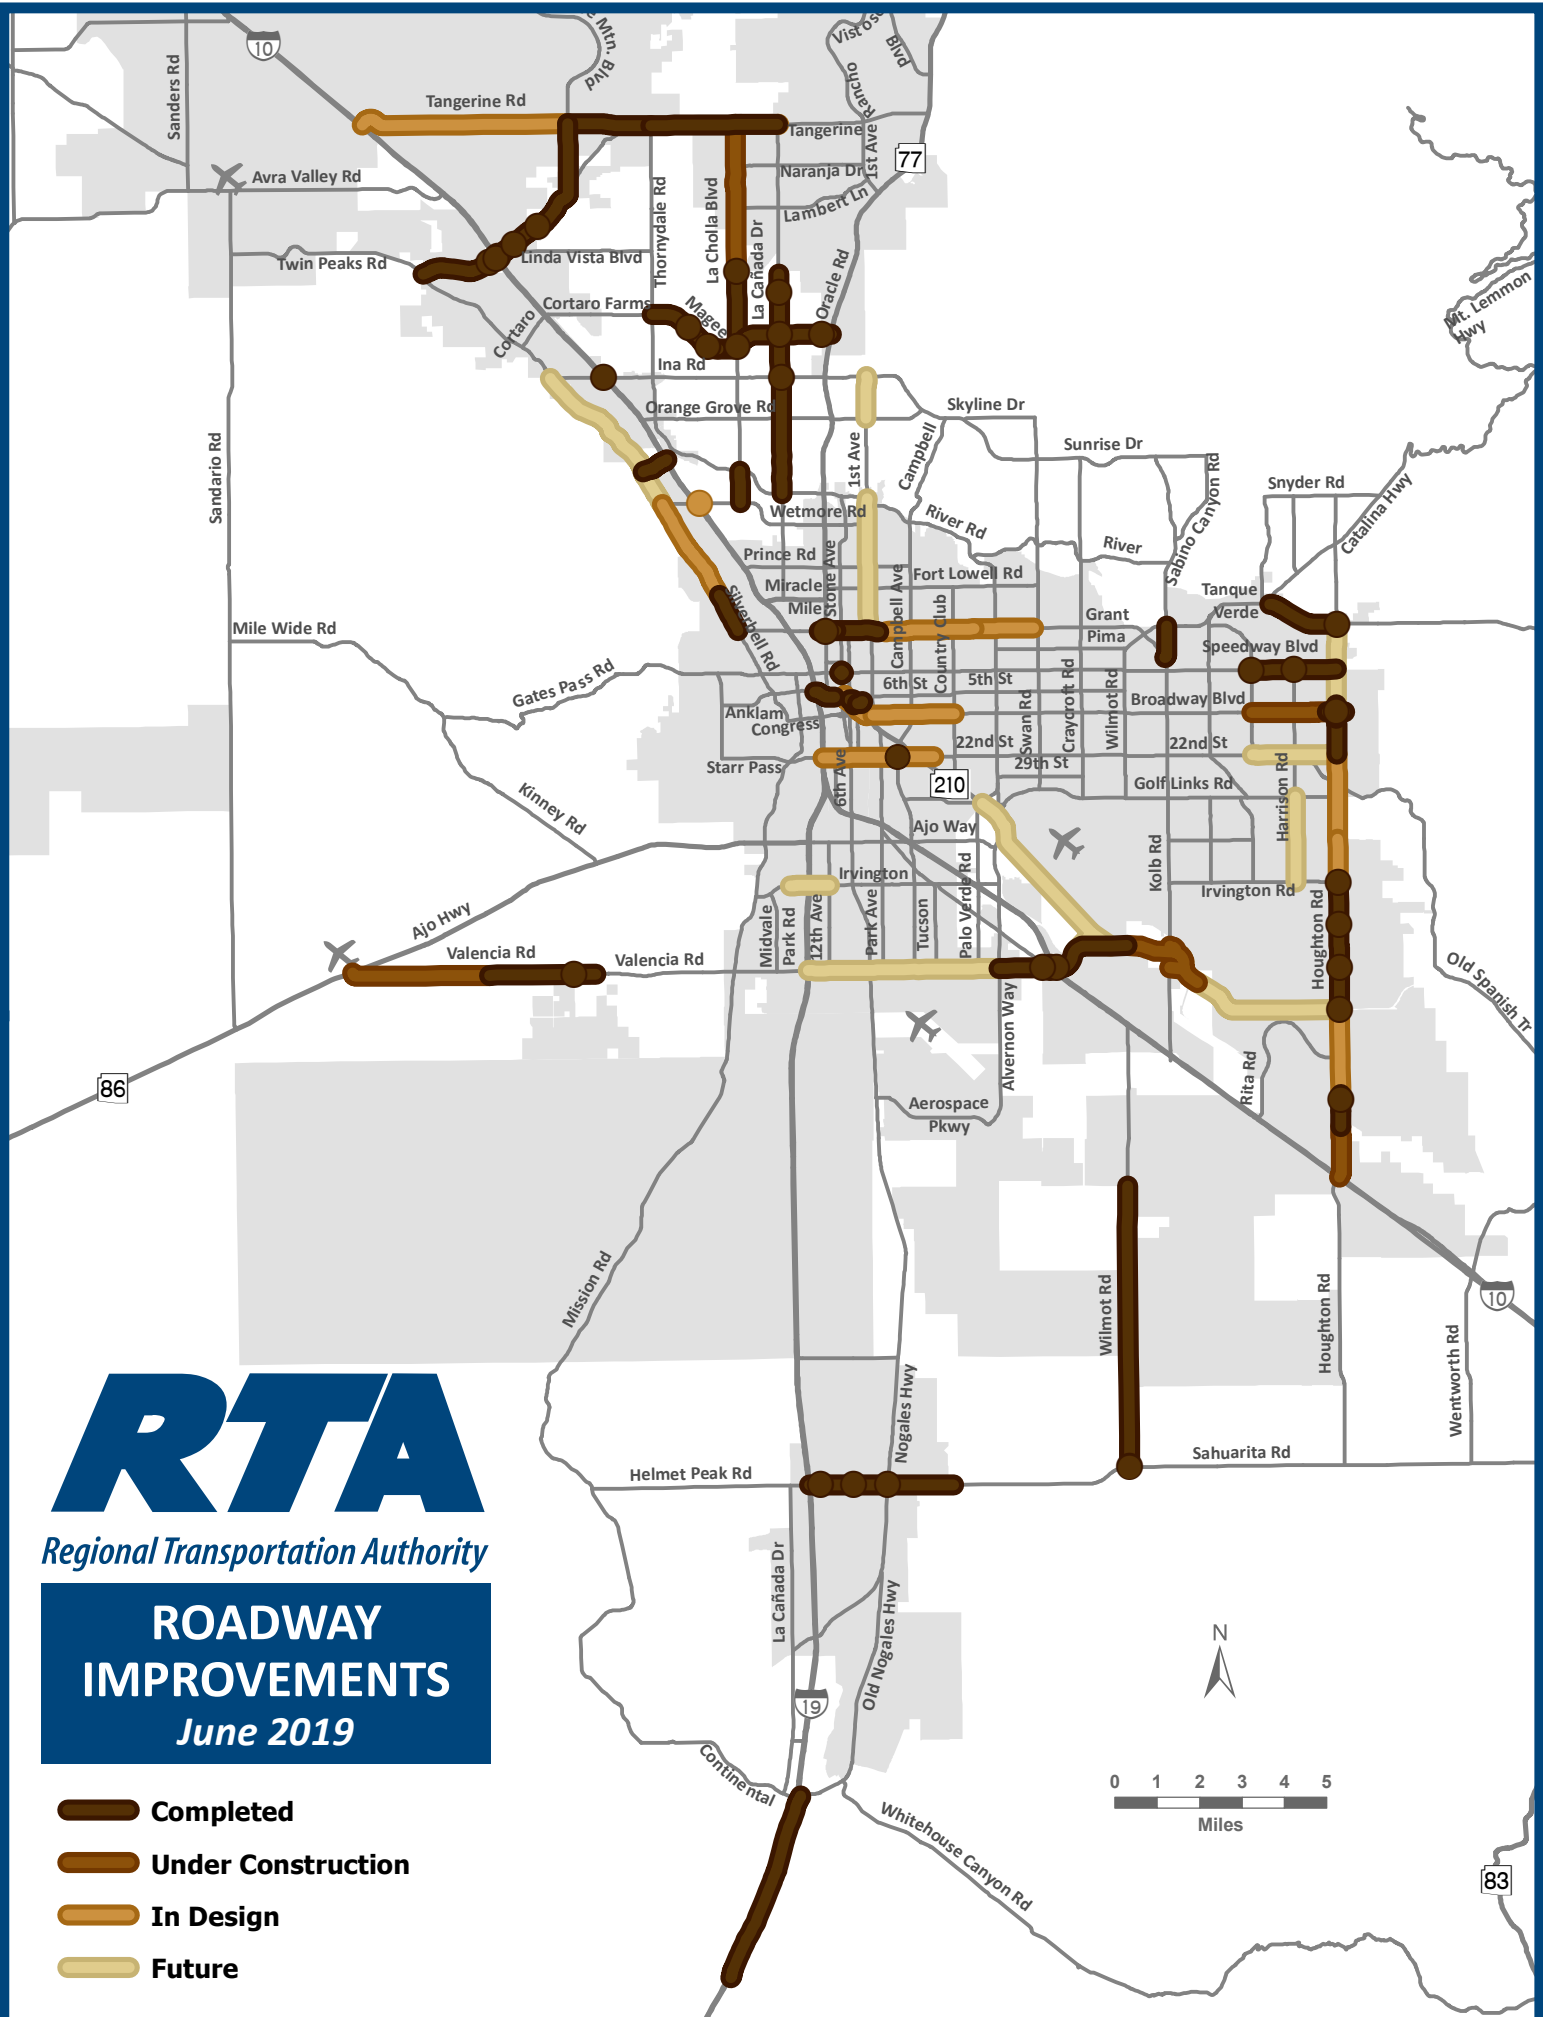 e Mtn. Blvd
Vistoso Blvd
Rancho
10
Sanders Rd
Tangerine Rd
Tangerine
1st Ave
77
Naranja Dr
Avra Valley Rd
Lambert Ln
Thornydale Rd
La Cholla Blvd
La Cañada Dr
Oracle Rd
Twin Peaks Rd
Linda Vista Blvd
Cortaro Farms
Magee
Cortaro
Mt. Lemmon
Hwy
Ina Rd
Orange Grove Rd
Skyline Dr
Sunrise Dr
Sandario Rd
1st Ave
Campbell
Sabino Canyon Rd
Snyder Rd
Catalina Hwy
Wetmore Rd
River Rd
River
Prince Rd
Stone Ave
Fort Lowell Rd
Miracle
Mile
Silverbell Rd
Campbell Ave
Country Club
Tanque
Verde
Grant
Pima
Mile Wide Rd
Speedway Blvd
Gates Pass Rd
6th St
5th St
Swan Rd
Craycroft Rd
Wilmot Rd
Broadway Blvd
Anklam
Congress
22nd St
22nd St
Starr Pass
29th St
6th Ave
210
Golf Links Rd
Harrison Rd
Kinney Rd
Ajo Way
Irvington
Kolb Rd
Irvington Rd
Ajo Hwy
Midvale
Park Rd
12th Ave
Park Ave
Tucson
Palo Verde Rd
Houghton Rd
Valencia Rd
Valencia Rd
Old Spanish Tr
Alvernon Way
Rita Rd
86
Aerospace
Pkwy
Mission Rd
Wilmot Rd
Houghton Rd
10
Wentworth Rd
Nogales Hwy
Sahuarita Rd
Helmet Peak Rd
RTA
Regional Transportation Authority
La Cañada Dr
Old Nogales Hwy
ROADWAY
IMPROVEMENTS
June 2019
N
19
Continental
0 1 2 3 4 5
Miles
Whitehouse Canyon Rd
83
Completed
Under Construction
In Design
Future